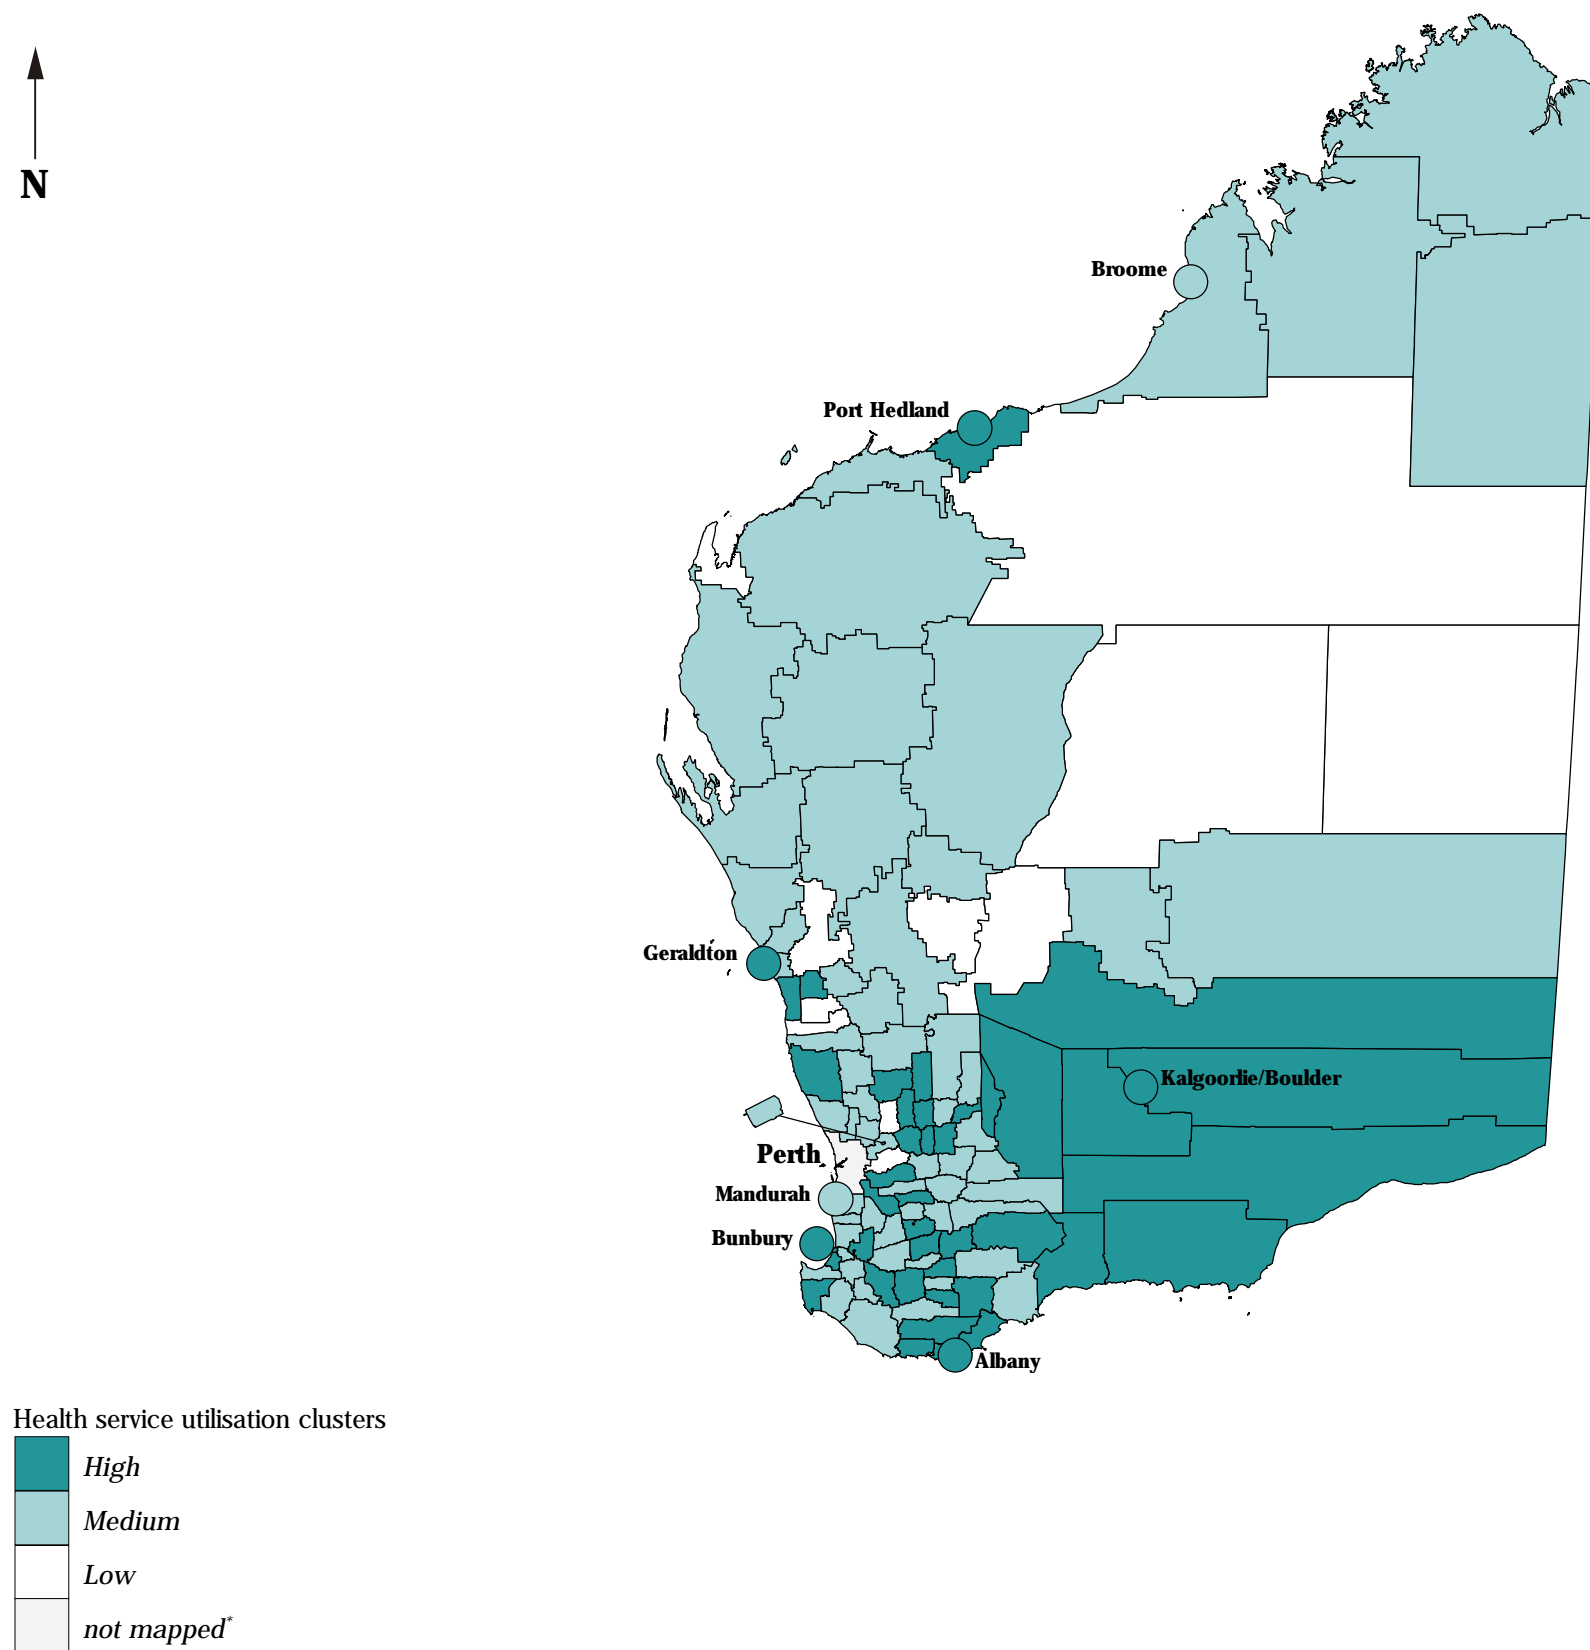 N
Broome
Port Hedland
Geraldton
Kalgoorlie/Boulder
Perth
Mandurah
Bunbury
Albany
Health service utilisation clusters
High
Medium
Low
not mapped*